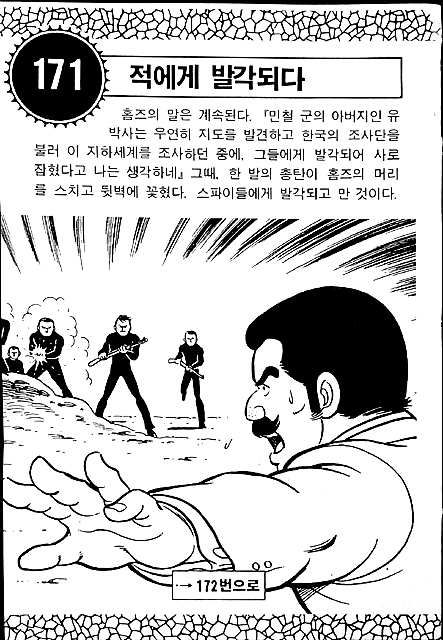 171
적에게 발각되다
홈즈의 말은 계속된다. 『민철 군의 아버지인 유
박사는 우연히 지도를 발견하고 한국의 조사단을
불러 이 지하세계를 조사하던 중에, 그들에게 발각되어 사로
잡혔다고 나는 생각하네』 그때, 한 발의 총탄이 홈즈의 머리
를 스치고 뒷벽에 꽂혔다. 스파이들에게 발각되고 만 것이다.
→172번으로